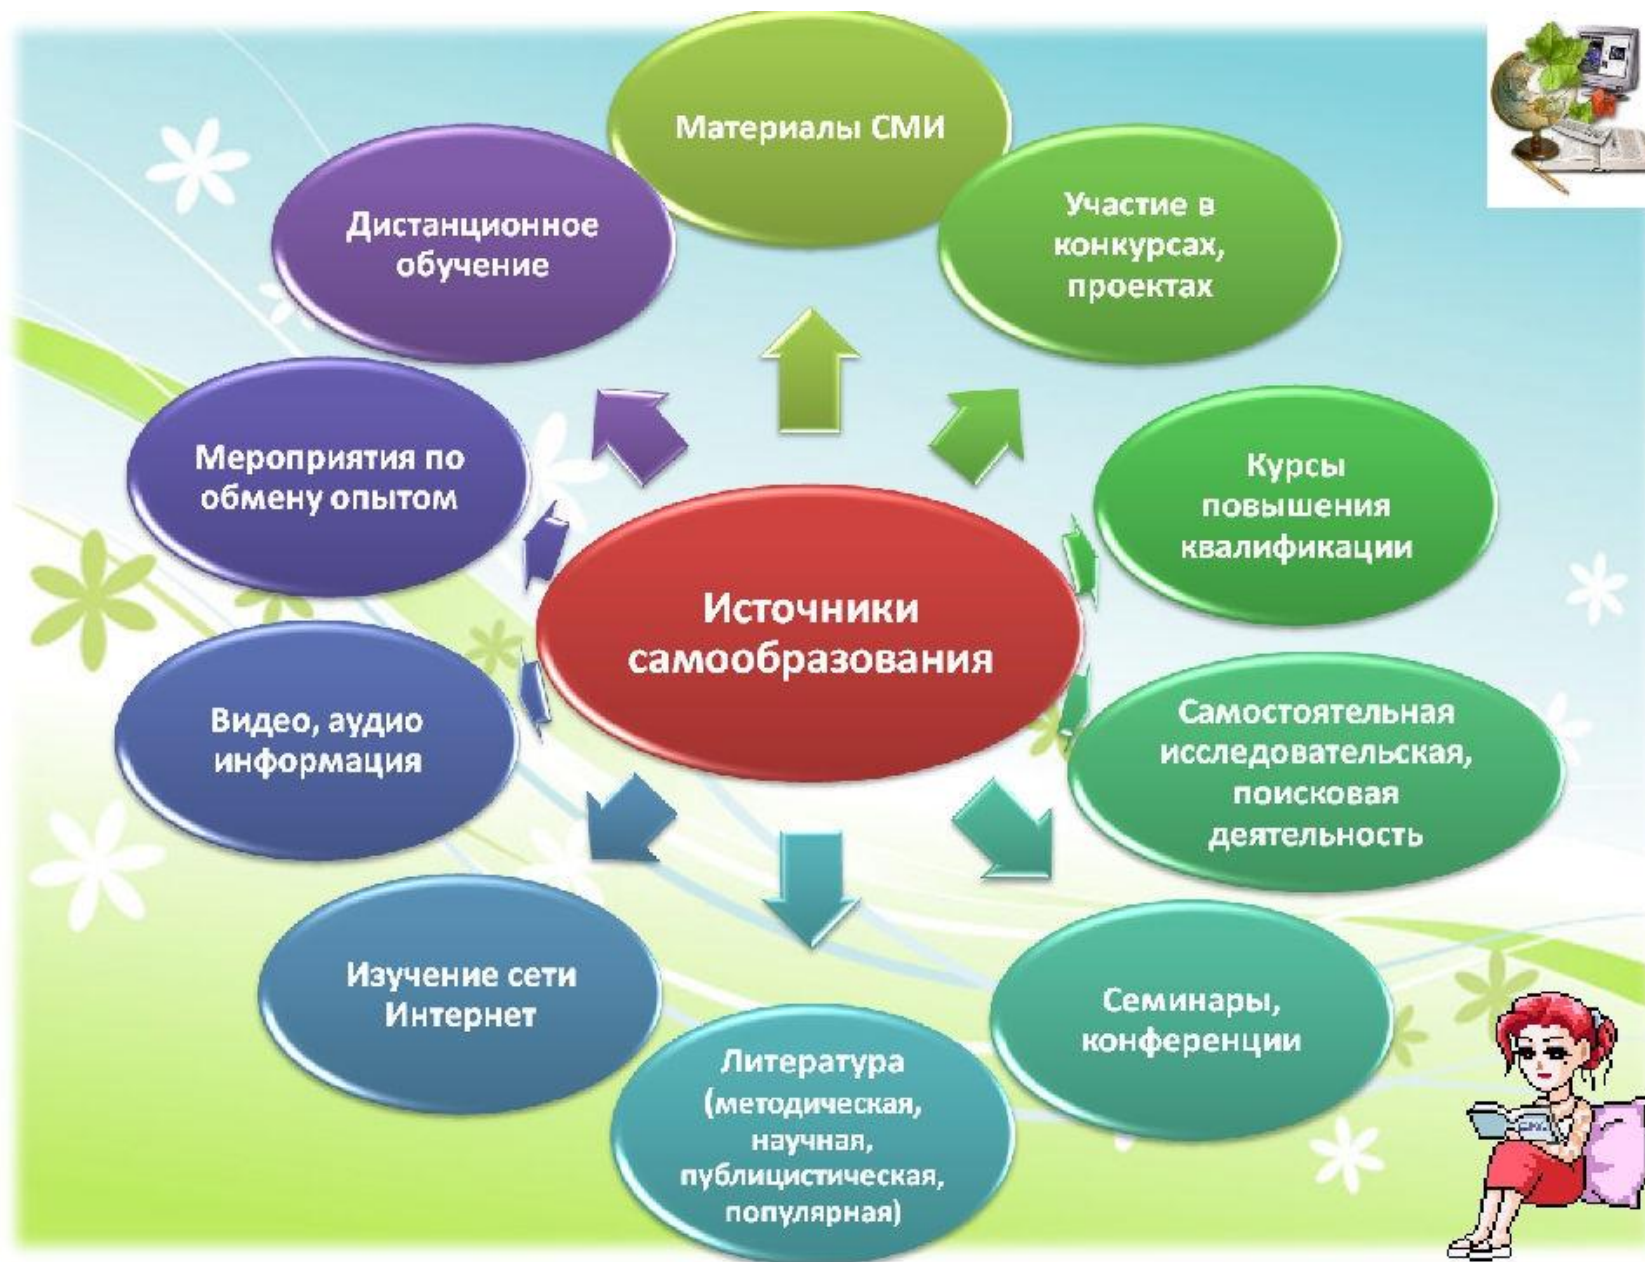 Материалы СМИ
Участие в
конкурсах,
проектах
Курсы
повышения
квалификации
Самостоятельная
исследовательская,
поисковая
деятельность
Семинары,
конференции
Литература
(методическая,
научная,
публицистическая,
популярная)
Изучение сети
Интернет
Видео, аудио
информация
Мероприятия по
обмену опытом
Дистанционное
обучение
Источники
самообразования